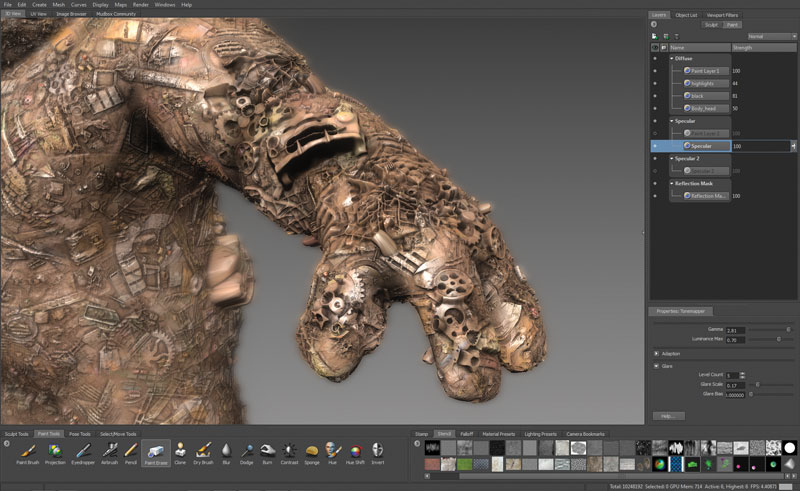 File Edit Create Mesh Curves Display Maps Render Windows Help
3D View UV View Image Browser Mudbox Community
Layers Object List Viewport Filters
Sculpt Paint
Normal
Name Strength
Diffuse
Paint Layer 1 100
highlights 44
black 81
Body_head 50
Specular
Paint Layer 2 100
Specular 100
Specular 2
Specular 2 100
Reflection Mask
Reflection Ma... 100
Properties: Tonemapper
Gamma 2.81
Luminance Max 0.70
Adaption
Glare
Level Count 5
Glare Scale 0.17
Glare Bias 1.000000
Help...
Sculpt Tools Paint Tools Pose Tools Select/Move Tools
Paint Brush Projection Eyedropper Airbrush Pencil Paint Erase Clone Dry Brush Blur Dodge Burn Contrast Sponge Hue Hue Shift Invert
Stamp Stencil Falloff Material Presets Lighting Presets Camera Bookmarks
Total: 10248192 Selected: 0 GPU Mem: 714 Active: 6, Highest: 6 FPS: 4.40871